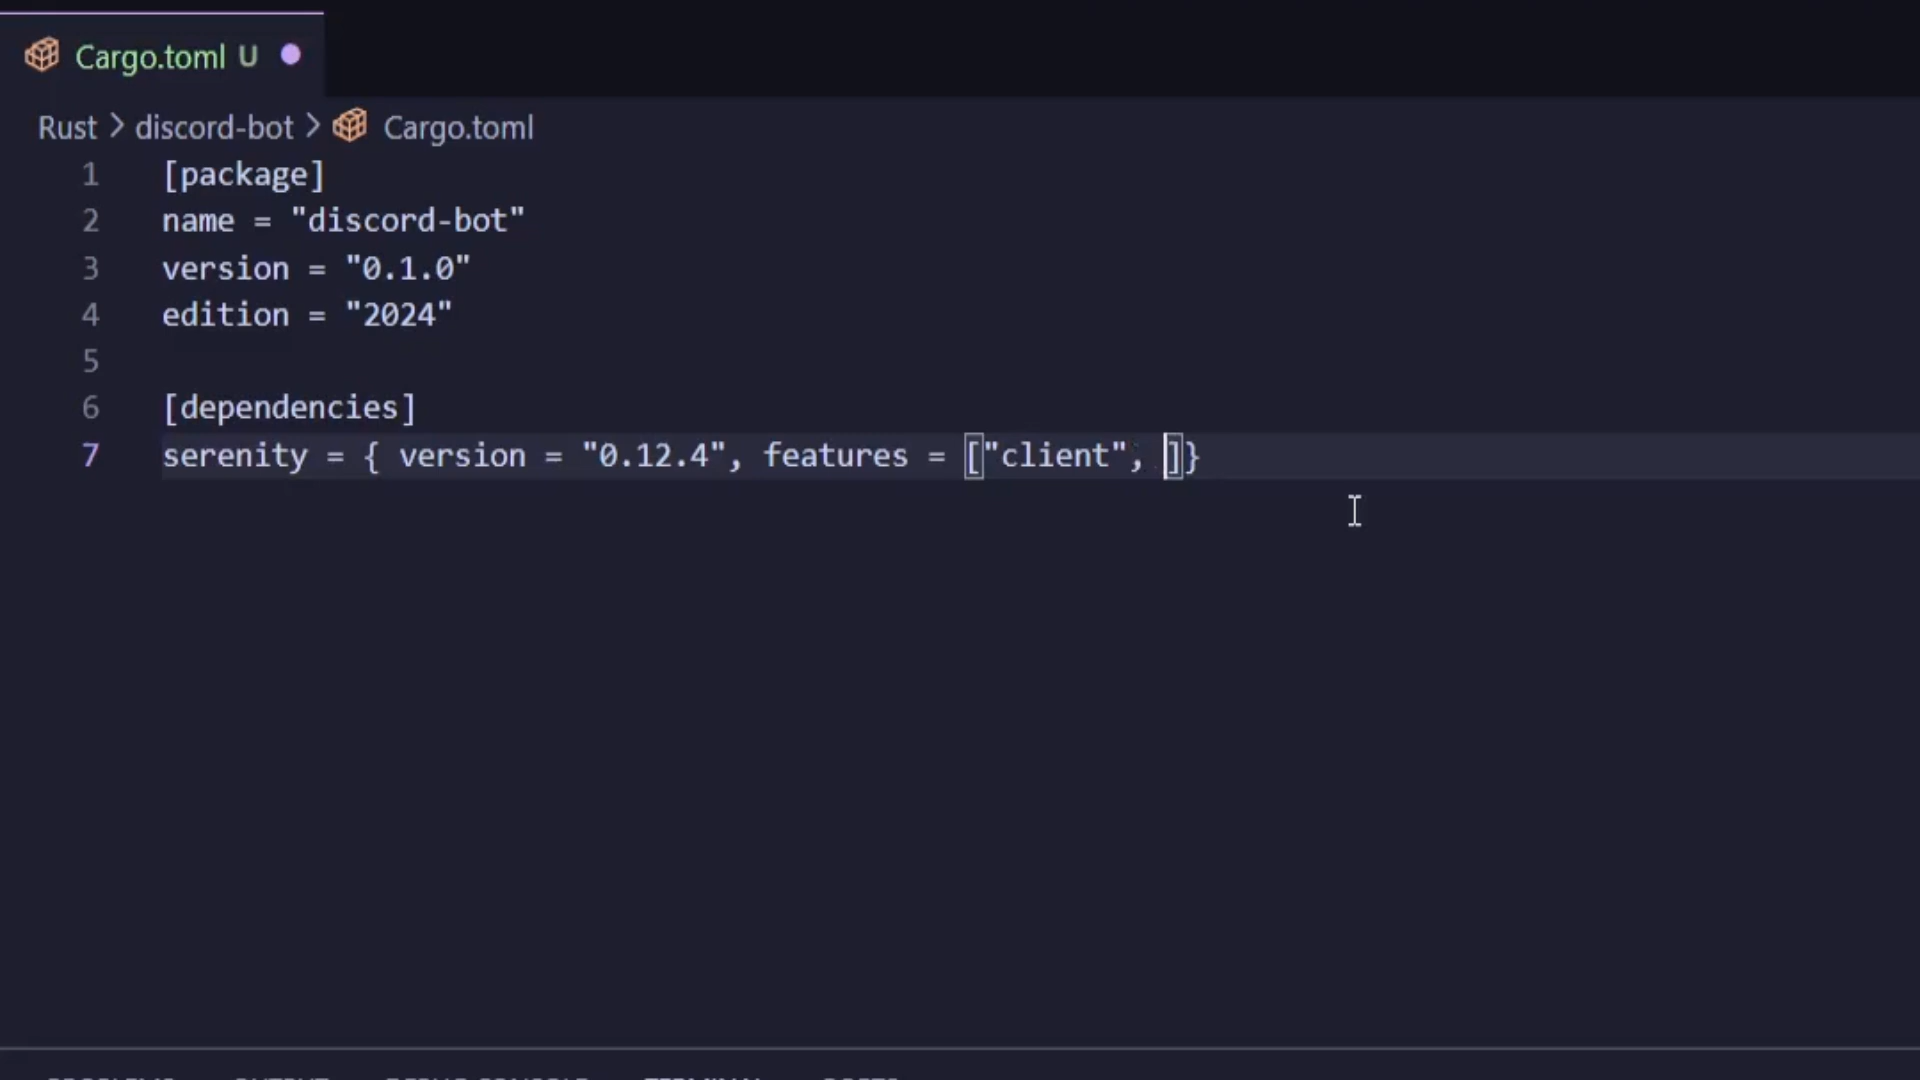 Cargo.toml U
Rust > discord-bot > Cargo.toml
1 [package]
2 name = "discord-bot"
3 version = "0.1.0"
4 edition = "2024"
5
6 [dependencies]
7 serenity = { version = "0.12.4", features = ["client", ]}